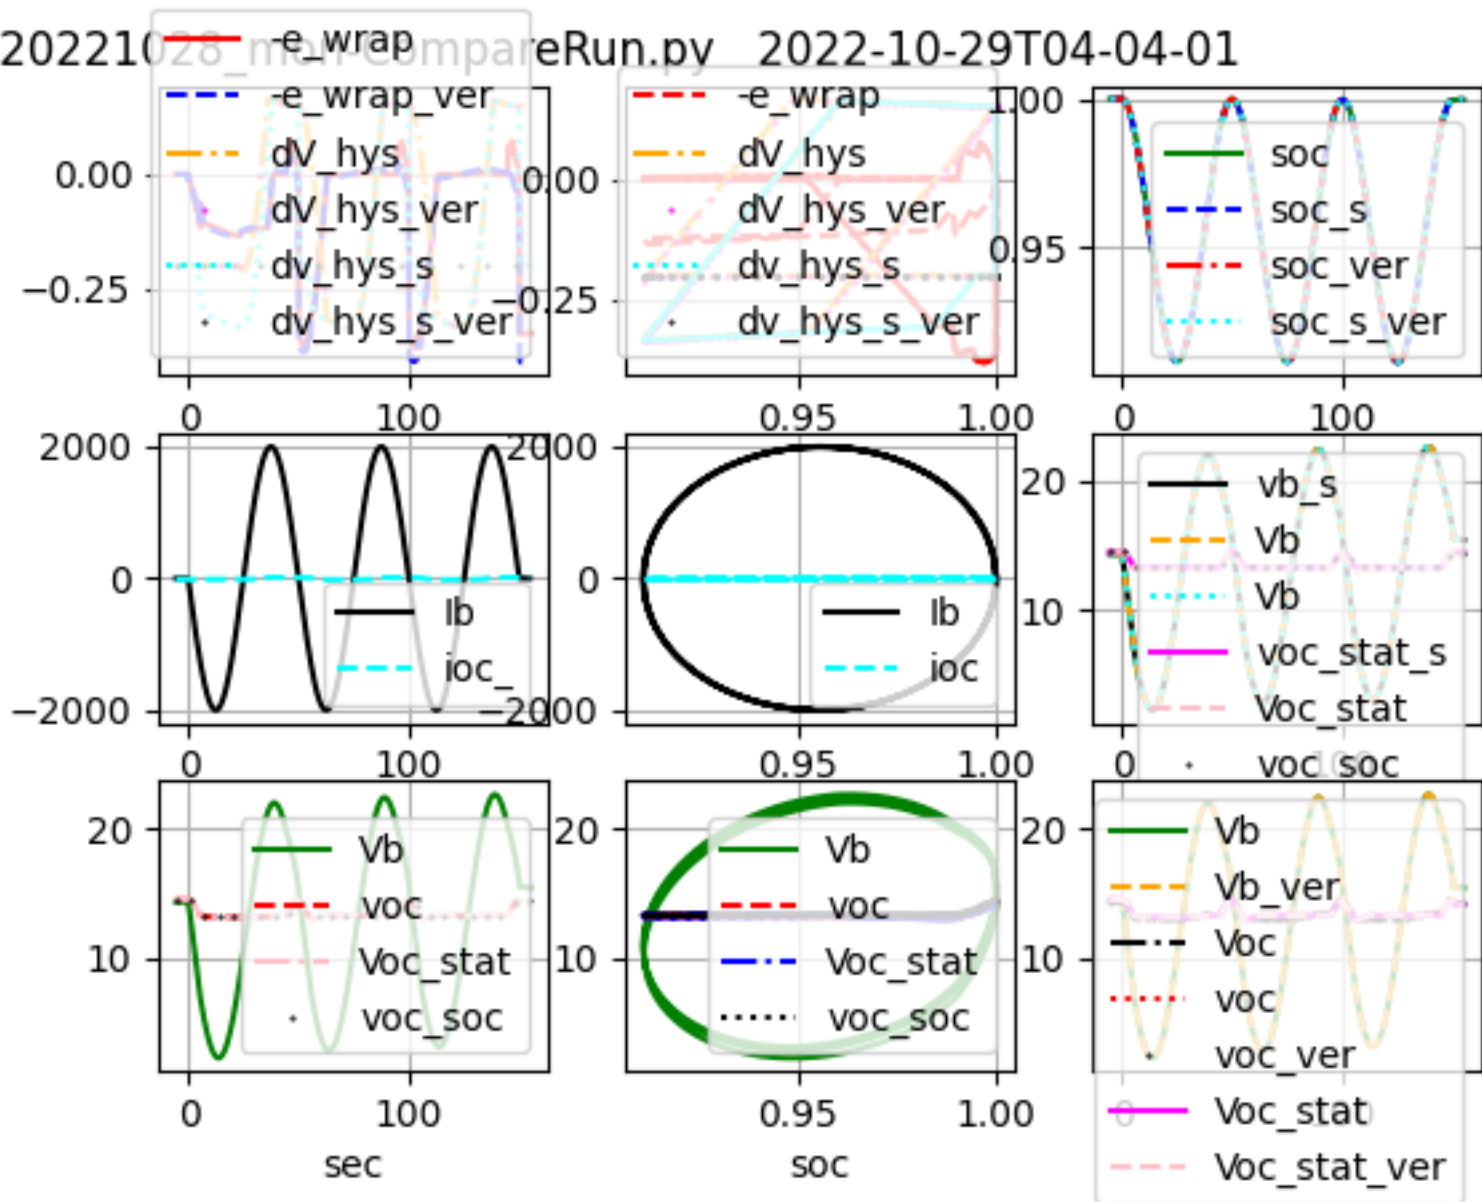 20221028_mon-CompareRun.py 2022-10-29T04-04-01
-e_wrap
-e_wrap_ver
dV_hys
dV_hys_ver
dv_hys_s
dv_hys_s_ver
0.00
−0.25
0
100
-e_wrap
dV_hys
dV_hys_ver
dv_hys_s
dv_hys_s_ver
0.00
−0.25
0.95
1.00
1.00
0.95
soc
soc_s
soc_ver
soc_s_ver
0
100
2000
0
−2000
Ib
ioc_
0
100
2000
0
−2000
Ib
ioc
0.95
1.00
20
10
vb_s
Vb
Vb
voc_stat_s
Voc_stat
voc_soc
0
100
20
10
Vb
voc
Voc_stat
voc_soc
0
100
sec
20
10
Vb
voc
Voc_stat
voc_soc
0.95
1.00
soc
20
10
Vb
Vb_ver
Voc
voc
voc_ver
Voc_stat
Voc_stat_ver
0
100